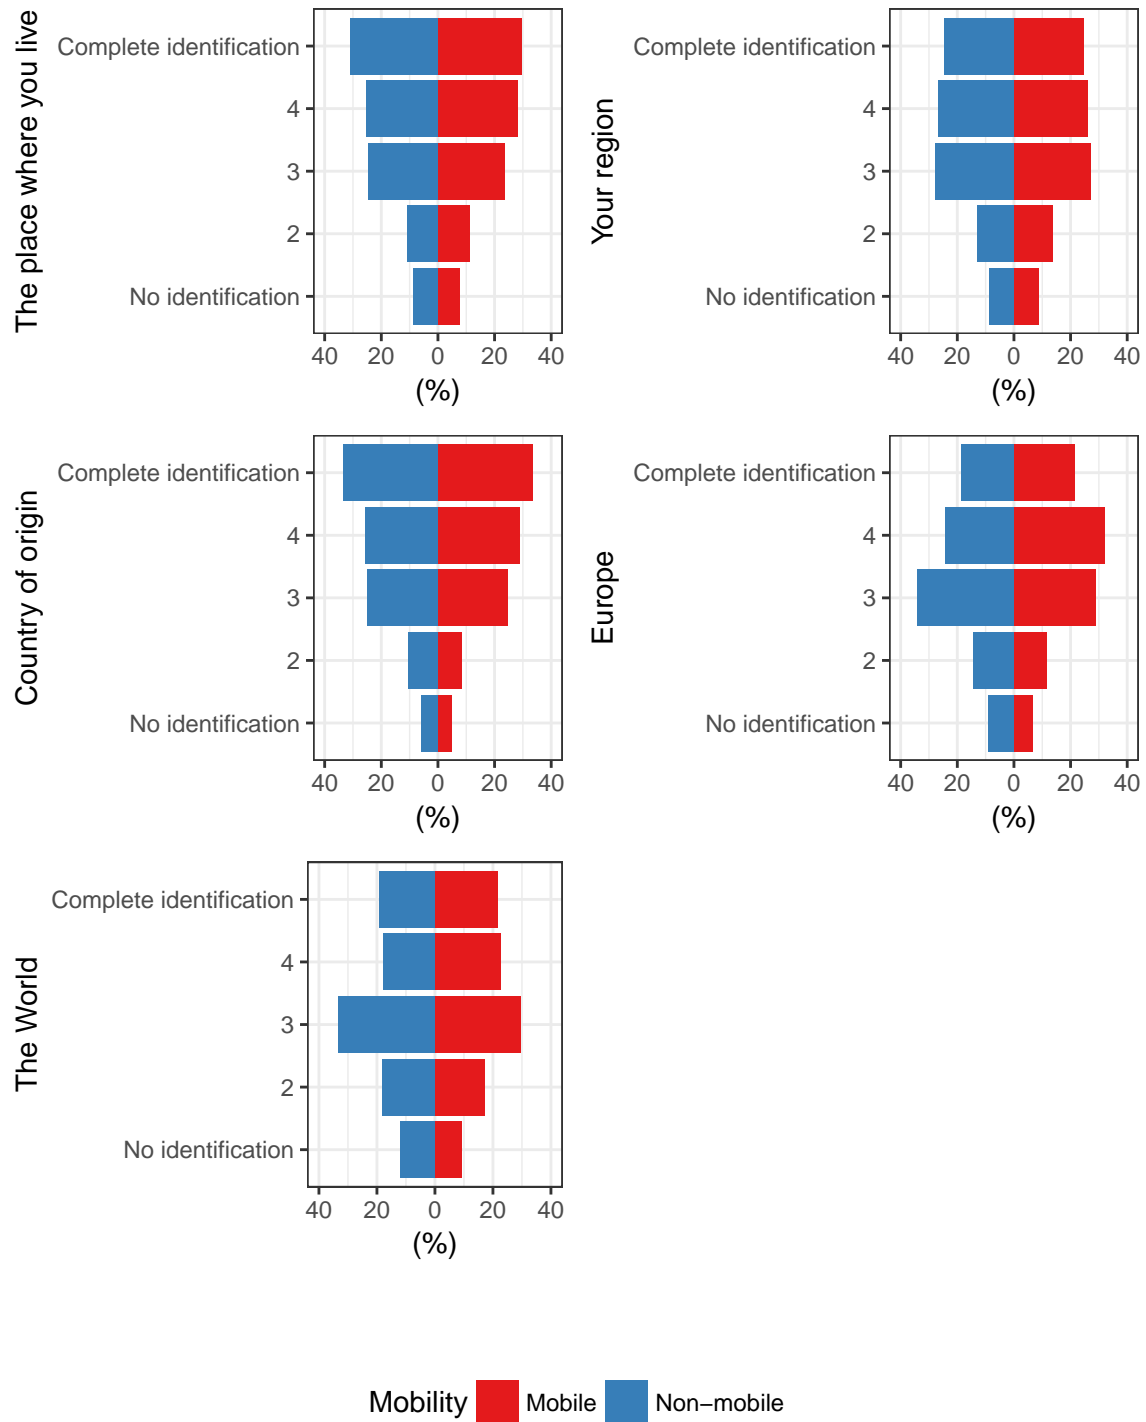 The place where you live
Complete identification
4
3
2
No identification
40 20 0 20 40
(%)
Your region
Complete identification
4
3
2
No identification
40 20 0 20 40
(%)
Country of origin
Complete identification
4
3
2
No identification
40 20 0 20 40
(%)
Europe
Complete identification
4
3
2
No identification
40 20 0 20 40
(%)
The World
Complete identification
4
3
2
No identification
40 20 0 20 40
(%)
Mobility Mobile Non−mobile